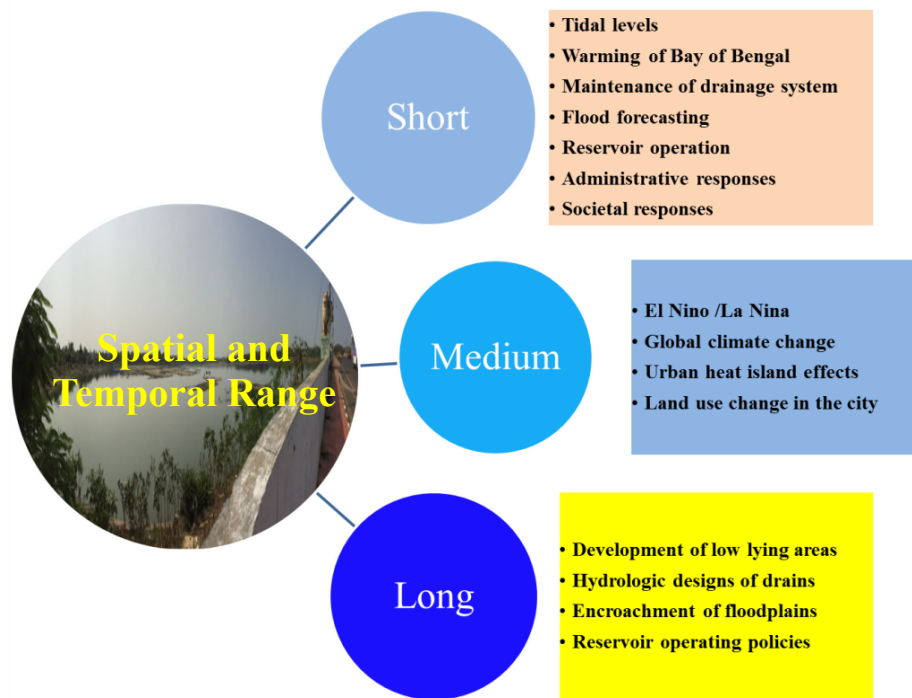 Spatial and
Temporal Range
Short
• Tidal levels
• Warming of Bay of Bengal
• Maintenance of drainage system
• Flood forecasting
• Reservoir operation
• Administrative responses
• Societal responses
Medium
• El Nino /La Nina
• Global climate change
• Urban heat island effects
• Land use change in the city
Long
• Development of low lying areas
• Hydrologic designs of drains
• Encroachment of floodplains
• Reservoir operating policies